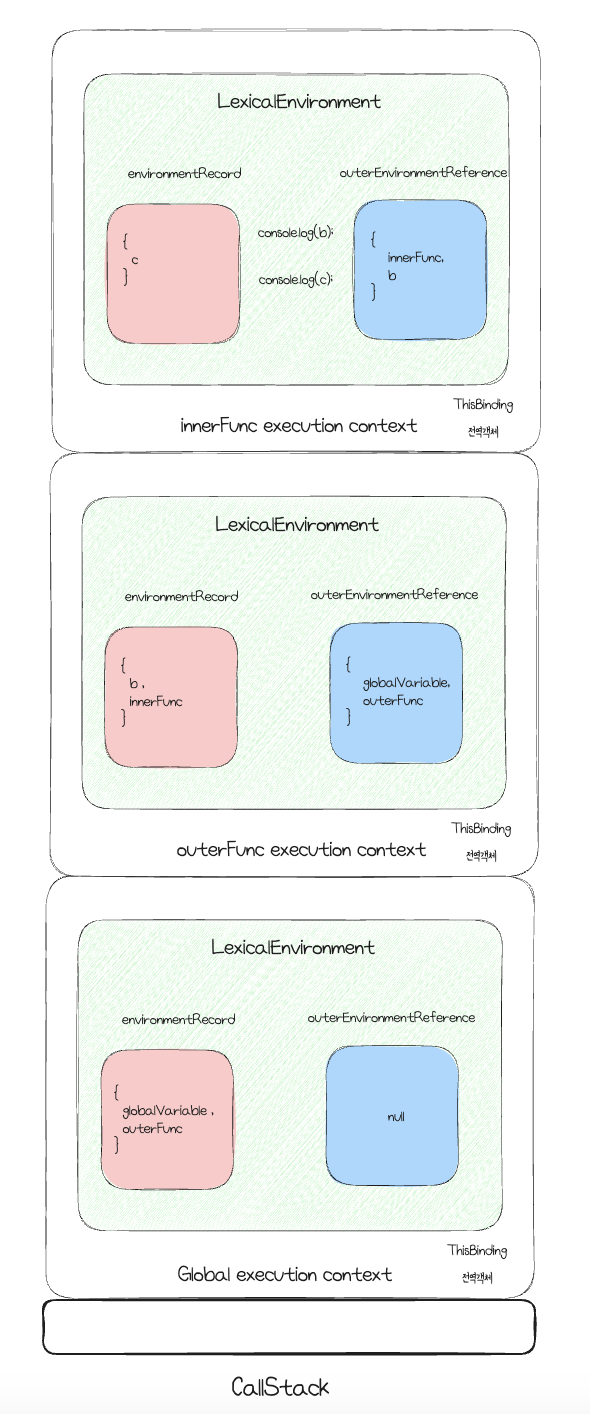 LexicalEnvironment
environmentRecord
outerEnvironmentReference
{
c
}
console.log(b);
console.log(c);
{
innerFunc,
b
}
ThisBinding
전역객체
innerFunc execution context
LexicalEnvironment
environmentRecord
outerEnvironmentReference
{
b ,
innerFunc
}
{
globalVariable,
outerFunc
}
ThisBinding
전역객체
outerFunc execution context
LexicalEnvironment
environmentRecord
outerEnvironmentReference
{
globalVariable ,
outerFunc
}
null
ThisBinding
전역객체
Global execution context
CallStack